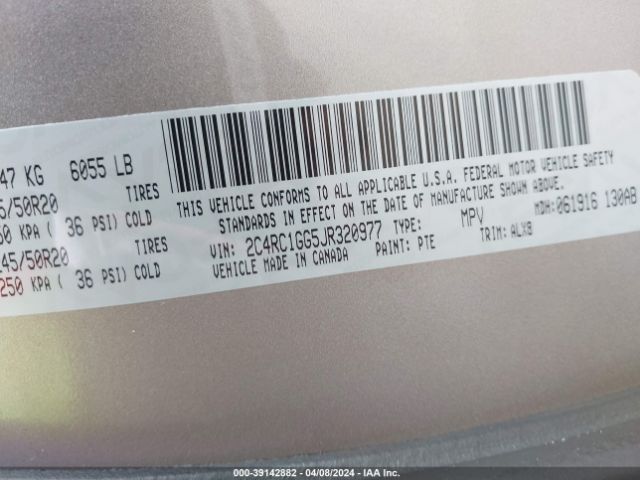 47 KG 6055 LB
5/50R20 TIRES
50 KPA ( 36 PSI) COLD
245/50R20 TIRES
250 KPA ( 36 PSI) COLD
THIS VEHICLE CONFORMS TO ALL APPLICABLE U.S.A. FEDERAL MOTOR VEHICLE SAFETY
STANDARDS IN EFFECT ON THE DATE OF MANUFACTURE SHOWN ABOVE.
VIN: 2C4RC1GG5JR320977 TYPE: MPV MDH: 061916 130AB
VEHICLE MADE IN CANADA PAINT: PTE TRIM: ALX8
000-39142882 - 04/08/2024 - IAA Inc.